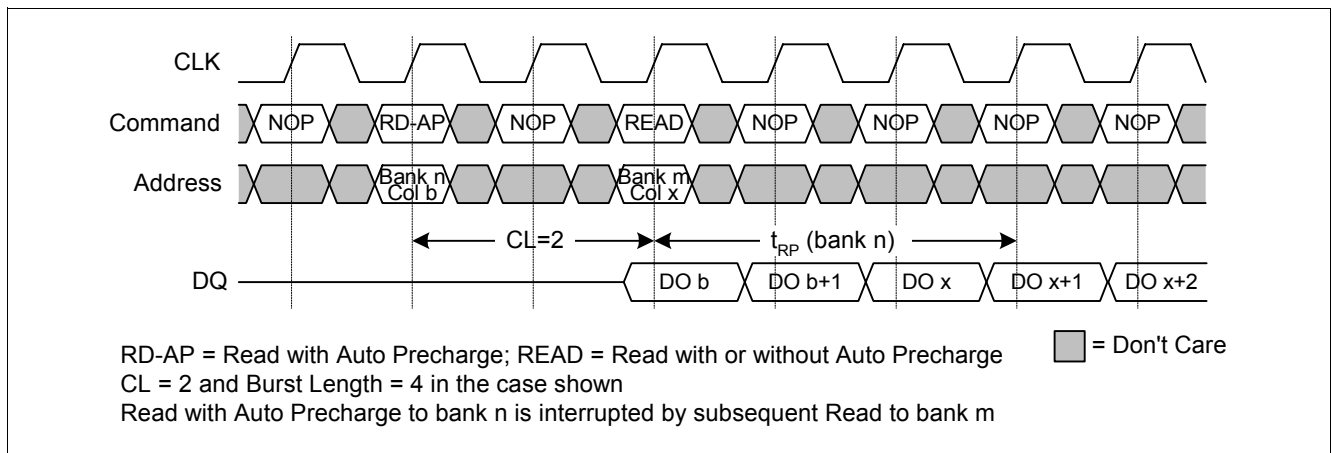 CLK
Command NOP RD-AP NOP READ NOP NOP NOP NOP
Address Bank n Col b Bank m Col x
CL=2 tRP (bank n)
DQ DO b DO b+1 DO x DO x+1 DO x+2
RD-AP = Read with Auto Precharge; READ = Read with or without Auto Precharge = Don't Care
CL = 2 and Burst Length = 4 in the case shown
Read with Auto Precharge to bank n is interrupted by subsequent Read to bank m